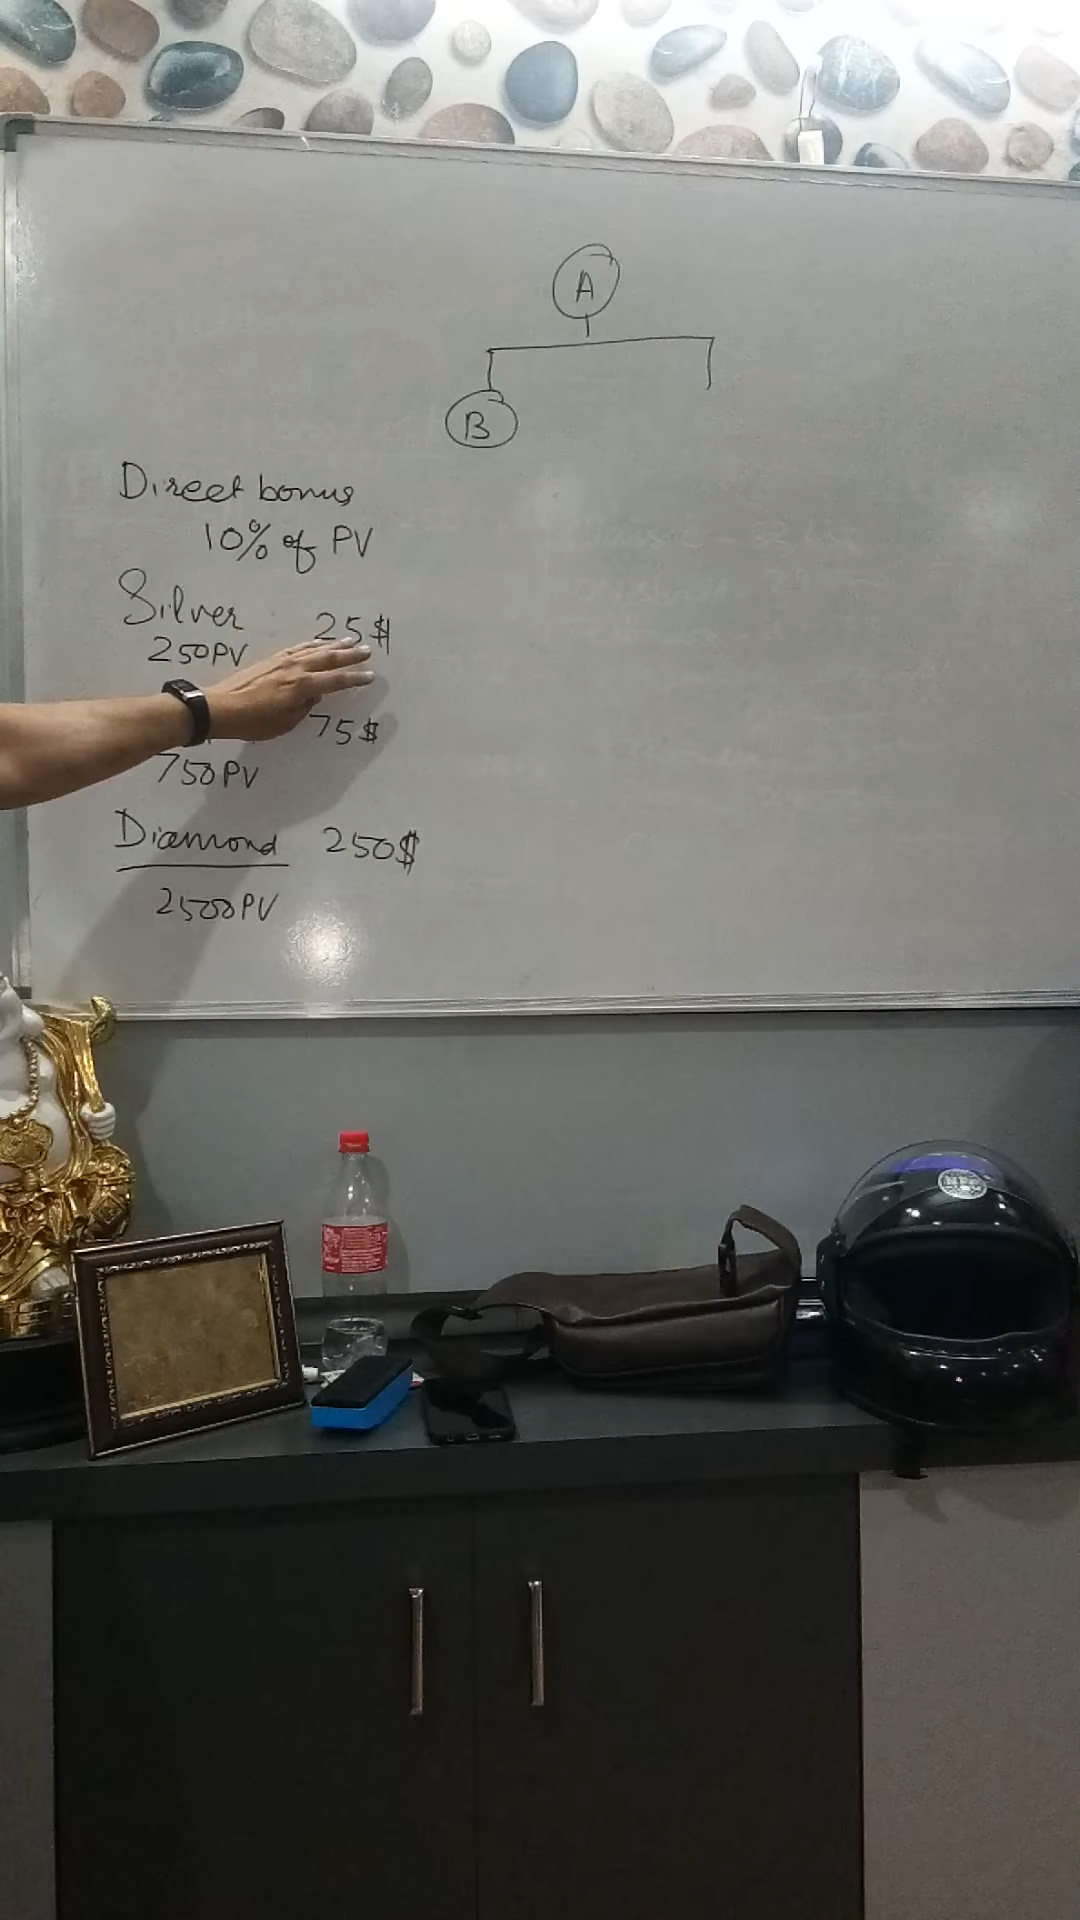 A
B
Direct bonus
10% of PV
Silver 25$
250PV
75$
750PV
Diamond 250$
2500PV